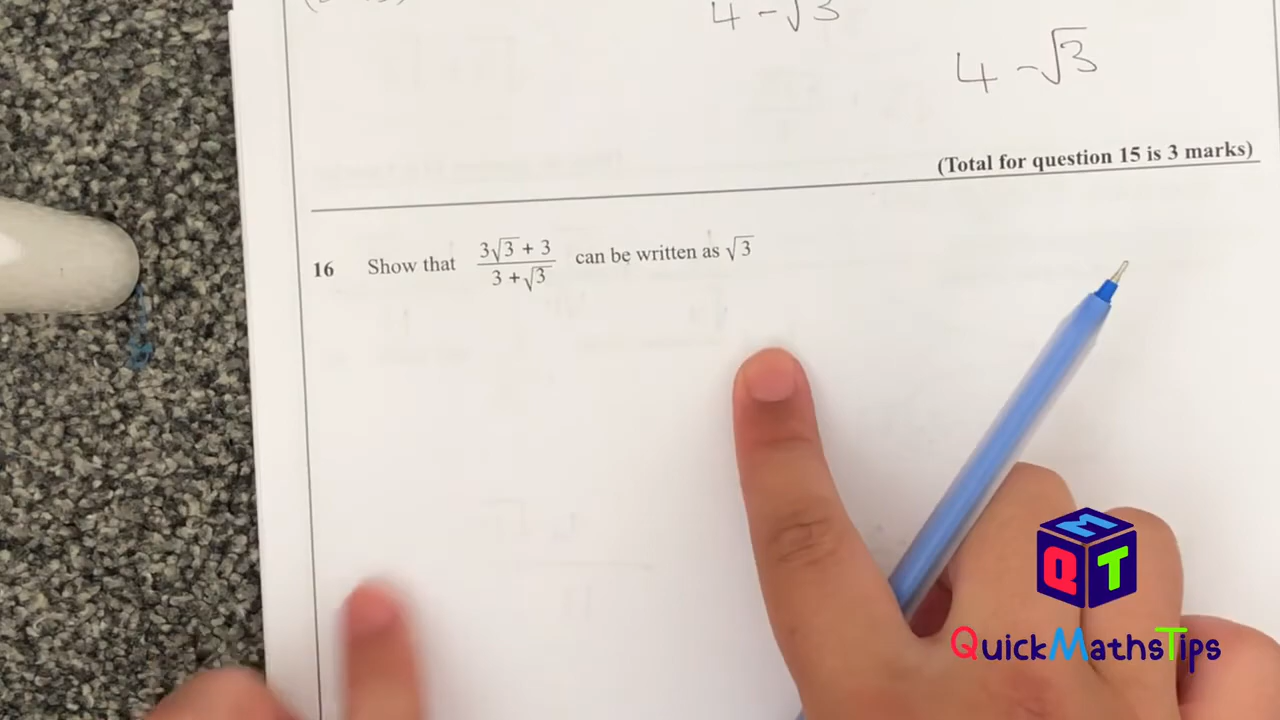 4 - √3
4 - √3
(Total for question 15 is 3 marks)
16 Show that (3√3 + 3)/(3 + √3) can be written as √3
M
Q T
QuickMathsTips